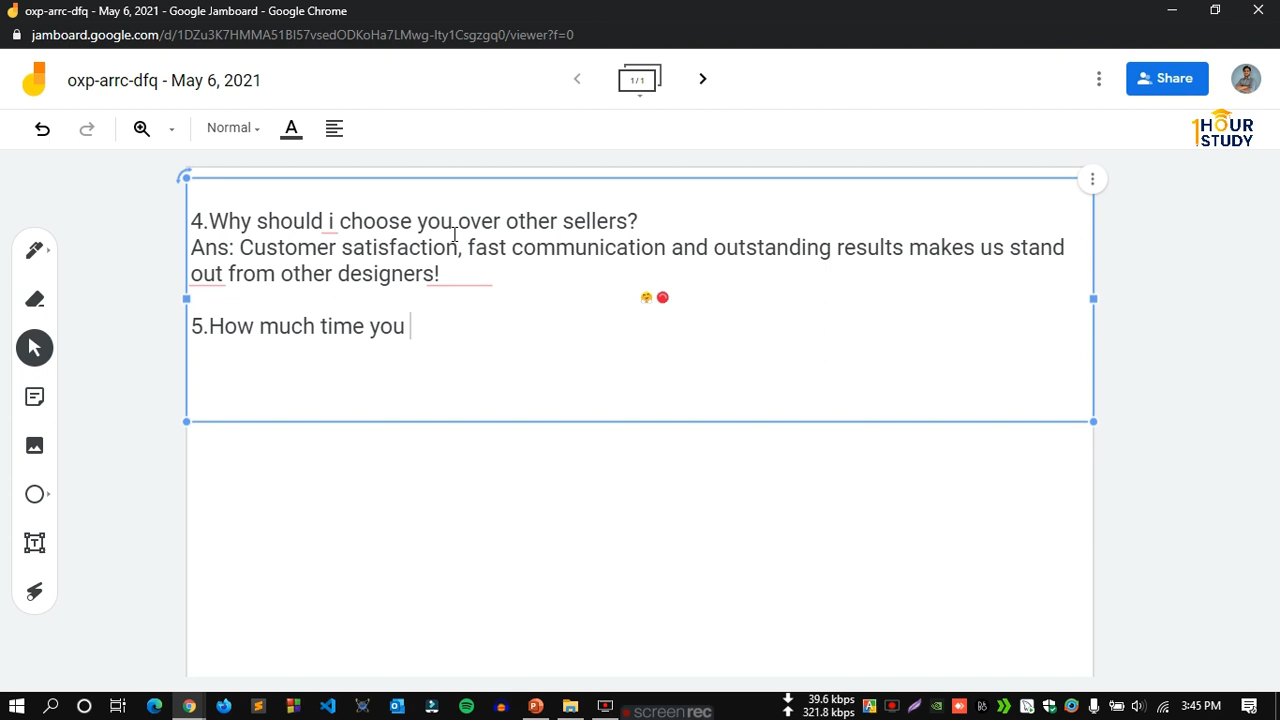 oxp-arrc-dfq - May 6, 2021 - Google Jamboard - Google Chrome
jamboard.google.com/d/1DZu3K7HMMA51BI57vsedODKoHa7LMwg-Ity1Csgzgq0/viewer?f=0
oxp-arrc-dfq - May 6, 2021
1/1
Share
Normal
A
1HOUR
STUDY
4.Why should i choose you over other sellers?
Ans: Customer satisfaction, fast communication and outstanding results makes us stand
out from other designers!
5.How much time you
39.6 kbps
321.8 kbps
3:45 PM
screenrec